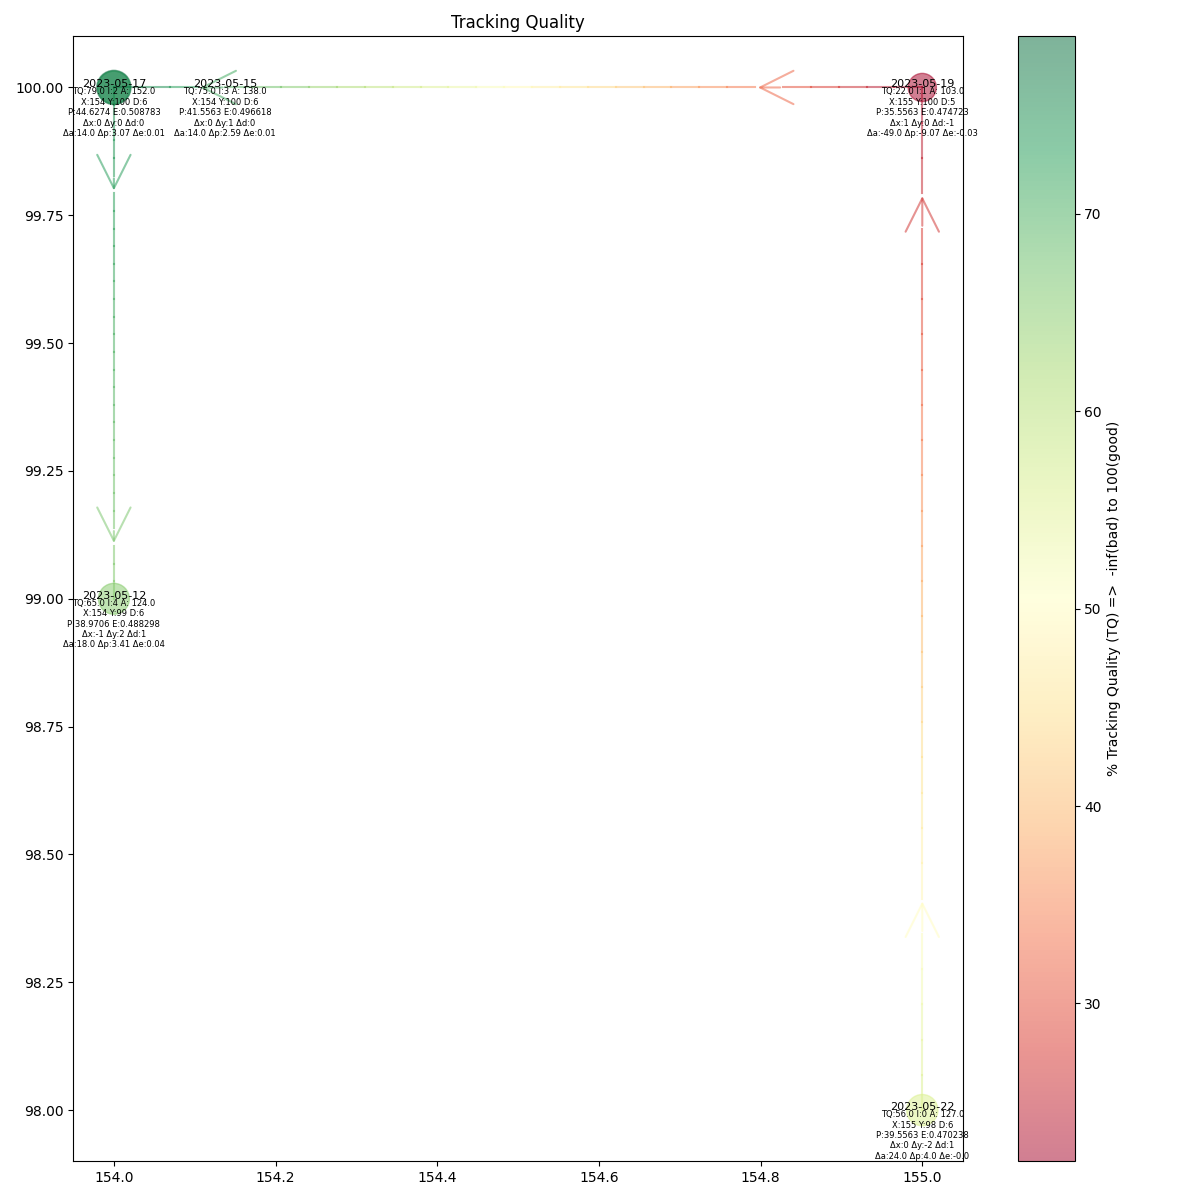 Tracking Quality
100.00
99.75
99.50
99.25
99.00
98.75
98.50
98.25
98.00
2023-05-17
TQ:79.0 I:2 A: 152.0
X:154 Y:100 D:6
P:44.6274 E:0.508783
Δx:0 Δy:0 Δd:0
Δa:14.0 Δp:3.07 Δe:0.01
2023-05-15
TQ:75.0 I:3 A: 138.0
X:154 Y:100 D:6
P:41.5563 E:0.496618
Δx:0 Δy:1 Δd:0
Δa:14.0 Δp:2.59 Δe:0.01
2023-05-19
TQ:22.0 I:1 A: 103.0
X:155 Y:100 D:5
P:35.5563 E:0.474723
Δx:1 Δy:0 Δd:-1
Δa:-49.0 Δp:-9.07 Δe:-0.03
2023-05-12
TQ:65.0 I:4 A: 124.0
X:154 Y:99 D:6
P:38.9706 E:0.488298
Δx:-1 Δy:2 Δd:1
Δa:18.0 Δp:3.41 Δe:0.04
2023-05-22
TQ:56.0 I:0 A: 127.0
X:155 Y:98 D:6
P:39.5563 E:0.470238
Δx:0 Δy:-2 Δd:1
Δa:24.0 Δp:4.0 Δe:-0.0
154.0
154.2
154.4
154.6
154.8
155.0
70
60
50
40
30
% Tracking Quality (TQ) => -inf(bad) to 100(good)